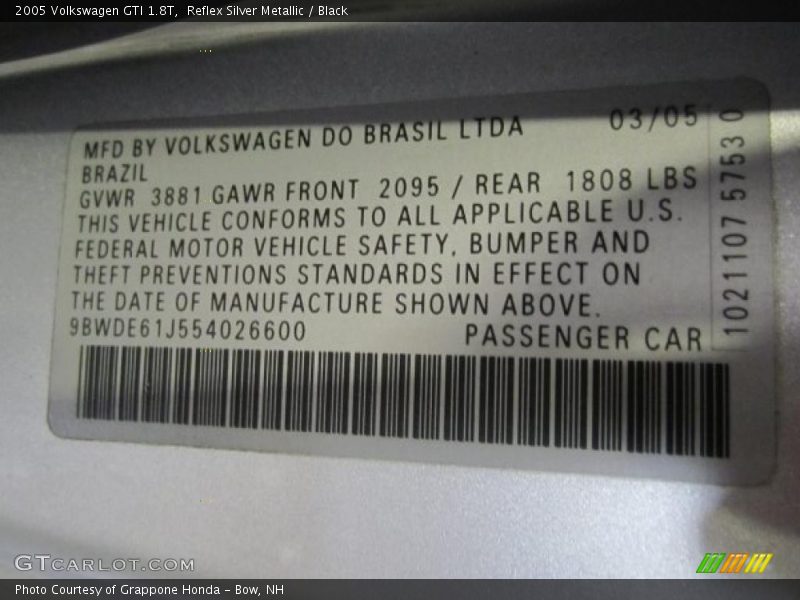 2005 Volkswagen GTI 1.8T, Reflex Silver Metallic / Black
MFD BY VOLKSWAGEN DO BRASIL LTDA 03/05
BRAZIL
GVWR 3881 GAWR FRONT 2095 / REAR 1808 LBS
THIS VEHICLE CONFORMS TO ALL APPLICABLE U.S.
FEDERAL MOTOR VEHICLE SAFETY, BUMPER AND
THEFT PREVENTIONS STANDARDS IN EFFECT ON
THE DATE OF MANUFACTURE SHOWN ABOVE.
9BWDE61J554026600 PASSENGER CAR
1021107 5753 0
GTCARLOT.COM
Photo Courtesy of Grappone Honda - Bow, NH